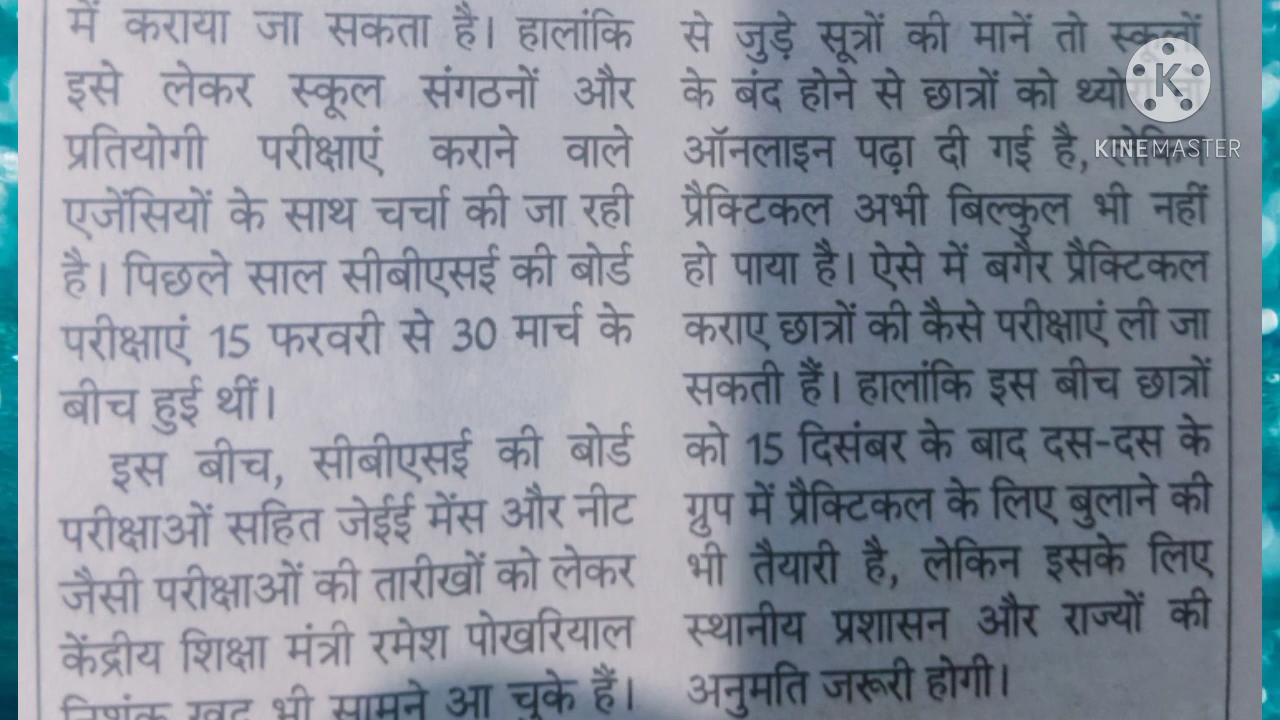 में कराया जा सकता है। हालांकि
इसे लेकर स्कूल संगठनों और
प्रतियोगी परीक्षाएं कराने वाले
एजेंसियों के साथ चर्चा की जा रही
है। पिछले साल सीबीएसई की बोर्ड
परीक्षाएं 15 फरवरी से 30 मार्च के
बीच हुई थीं।
इस बीच, सीबीएसई की बोर्ड
परीक्षाओं सहित जेईई मेंस और नीट
जैसी परीक्षाओं की तारीखों को लेकर
केंद्रीय शिक्षा मंत्री रमेश पोखरियाल
निशंक खुद भी सामने आ चुके हैं।
से जुड़े सूत्रों की मानें तो स्कूलों
के बंद होने से छात्रों को
ऑनलाइन पढ़ा दी गई है, लेकिन
प्रैक्टिकल अभी बिल्कुल भी नहीं
हो पाया है। ऐसे में बगैर प्रैक्टिकल
कराए छात्रों की कैसे परीक्षाएं ली जा
सकती हैं। हालांकि इस बीच छात्रों
को 15 दिसंबर के बाद दस-दस के
ग्रुप में प्रैक्टिकल के लिए बुलाने की
भी तैयारी है, लेकिन इसके लिए
स्थानीय प्रशासन और राज्यों की
अनुमति जरूरी होगी।
K
KINEMASTER